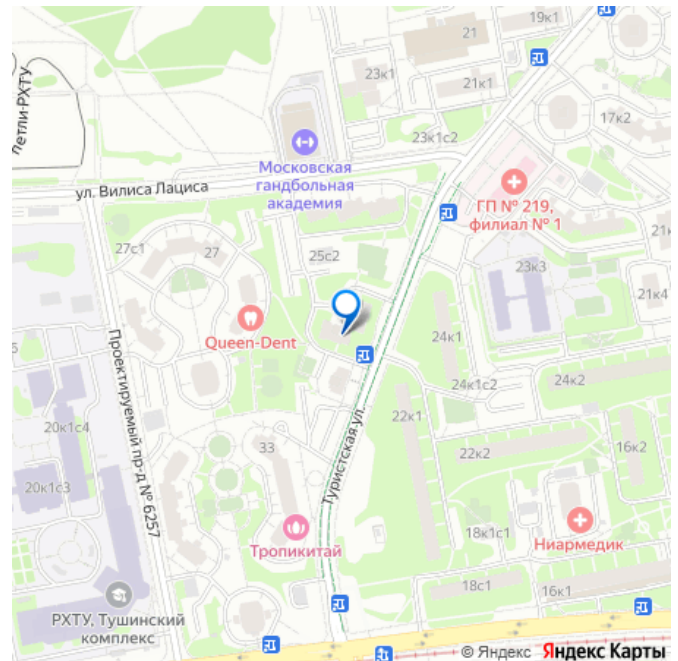 19к1
21
23к1
21к1
17к2
петли РХТУ
23к1с2
Московская
гандбольная
академия
ул. Вилиса Лациса
ГП № 219,
филиал № 1
27с1
27
25с2
23к3
21к4
Queen-Dent
24к1
24к1с2
24к2
Проектируемый пр-д № 6257
Туристская ул.
22к1
20к1с4
33
22к2
16к2
20к1с3
Тропикитай
18к1с1
Ниармедик
18с1
16к1
РХТУ, Тушинский
комплекс
© Яндекс Яндекс Карты